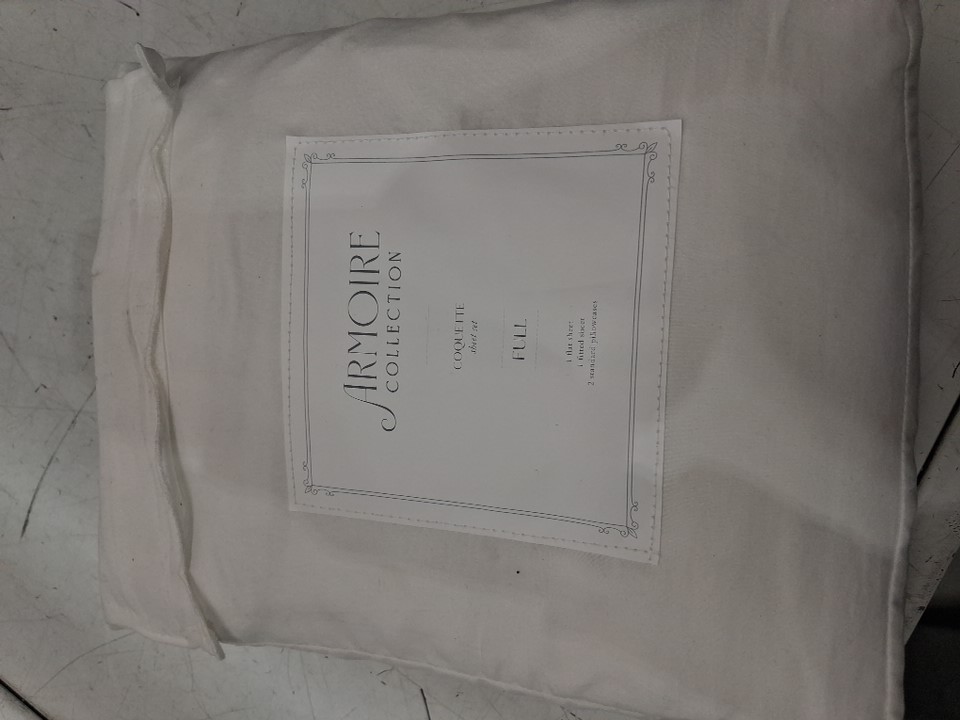 ARMOIRE
COLLECTION
COQUETTE
sheet set
FULL
1 flat sheet
1 fitted sheet
2 standard pillowcases